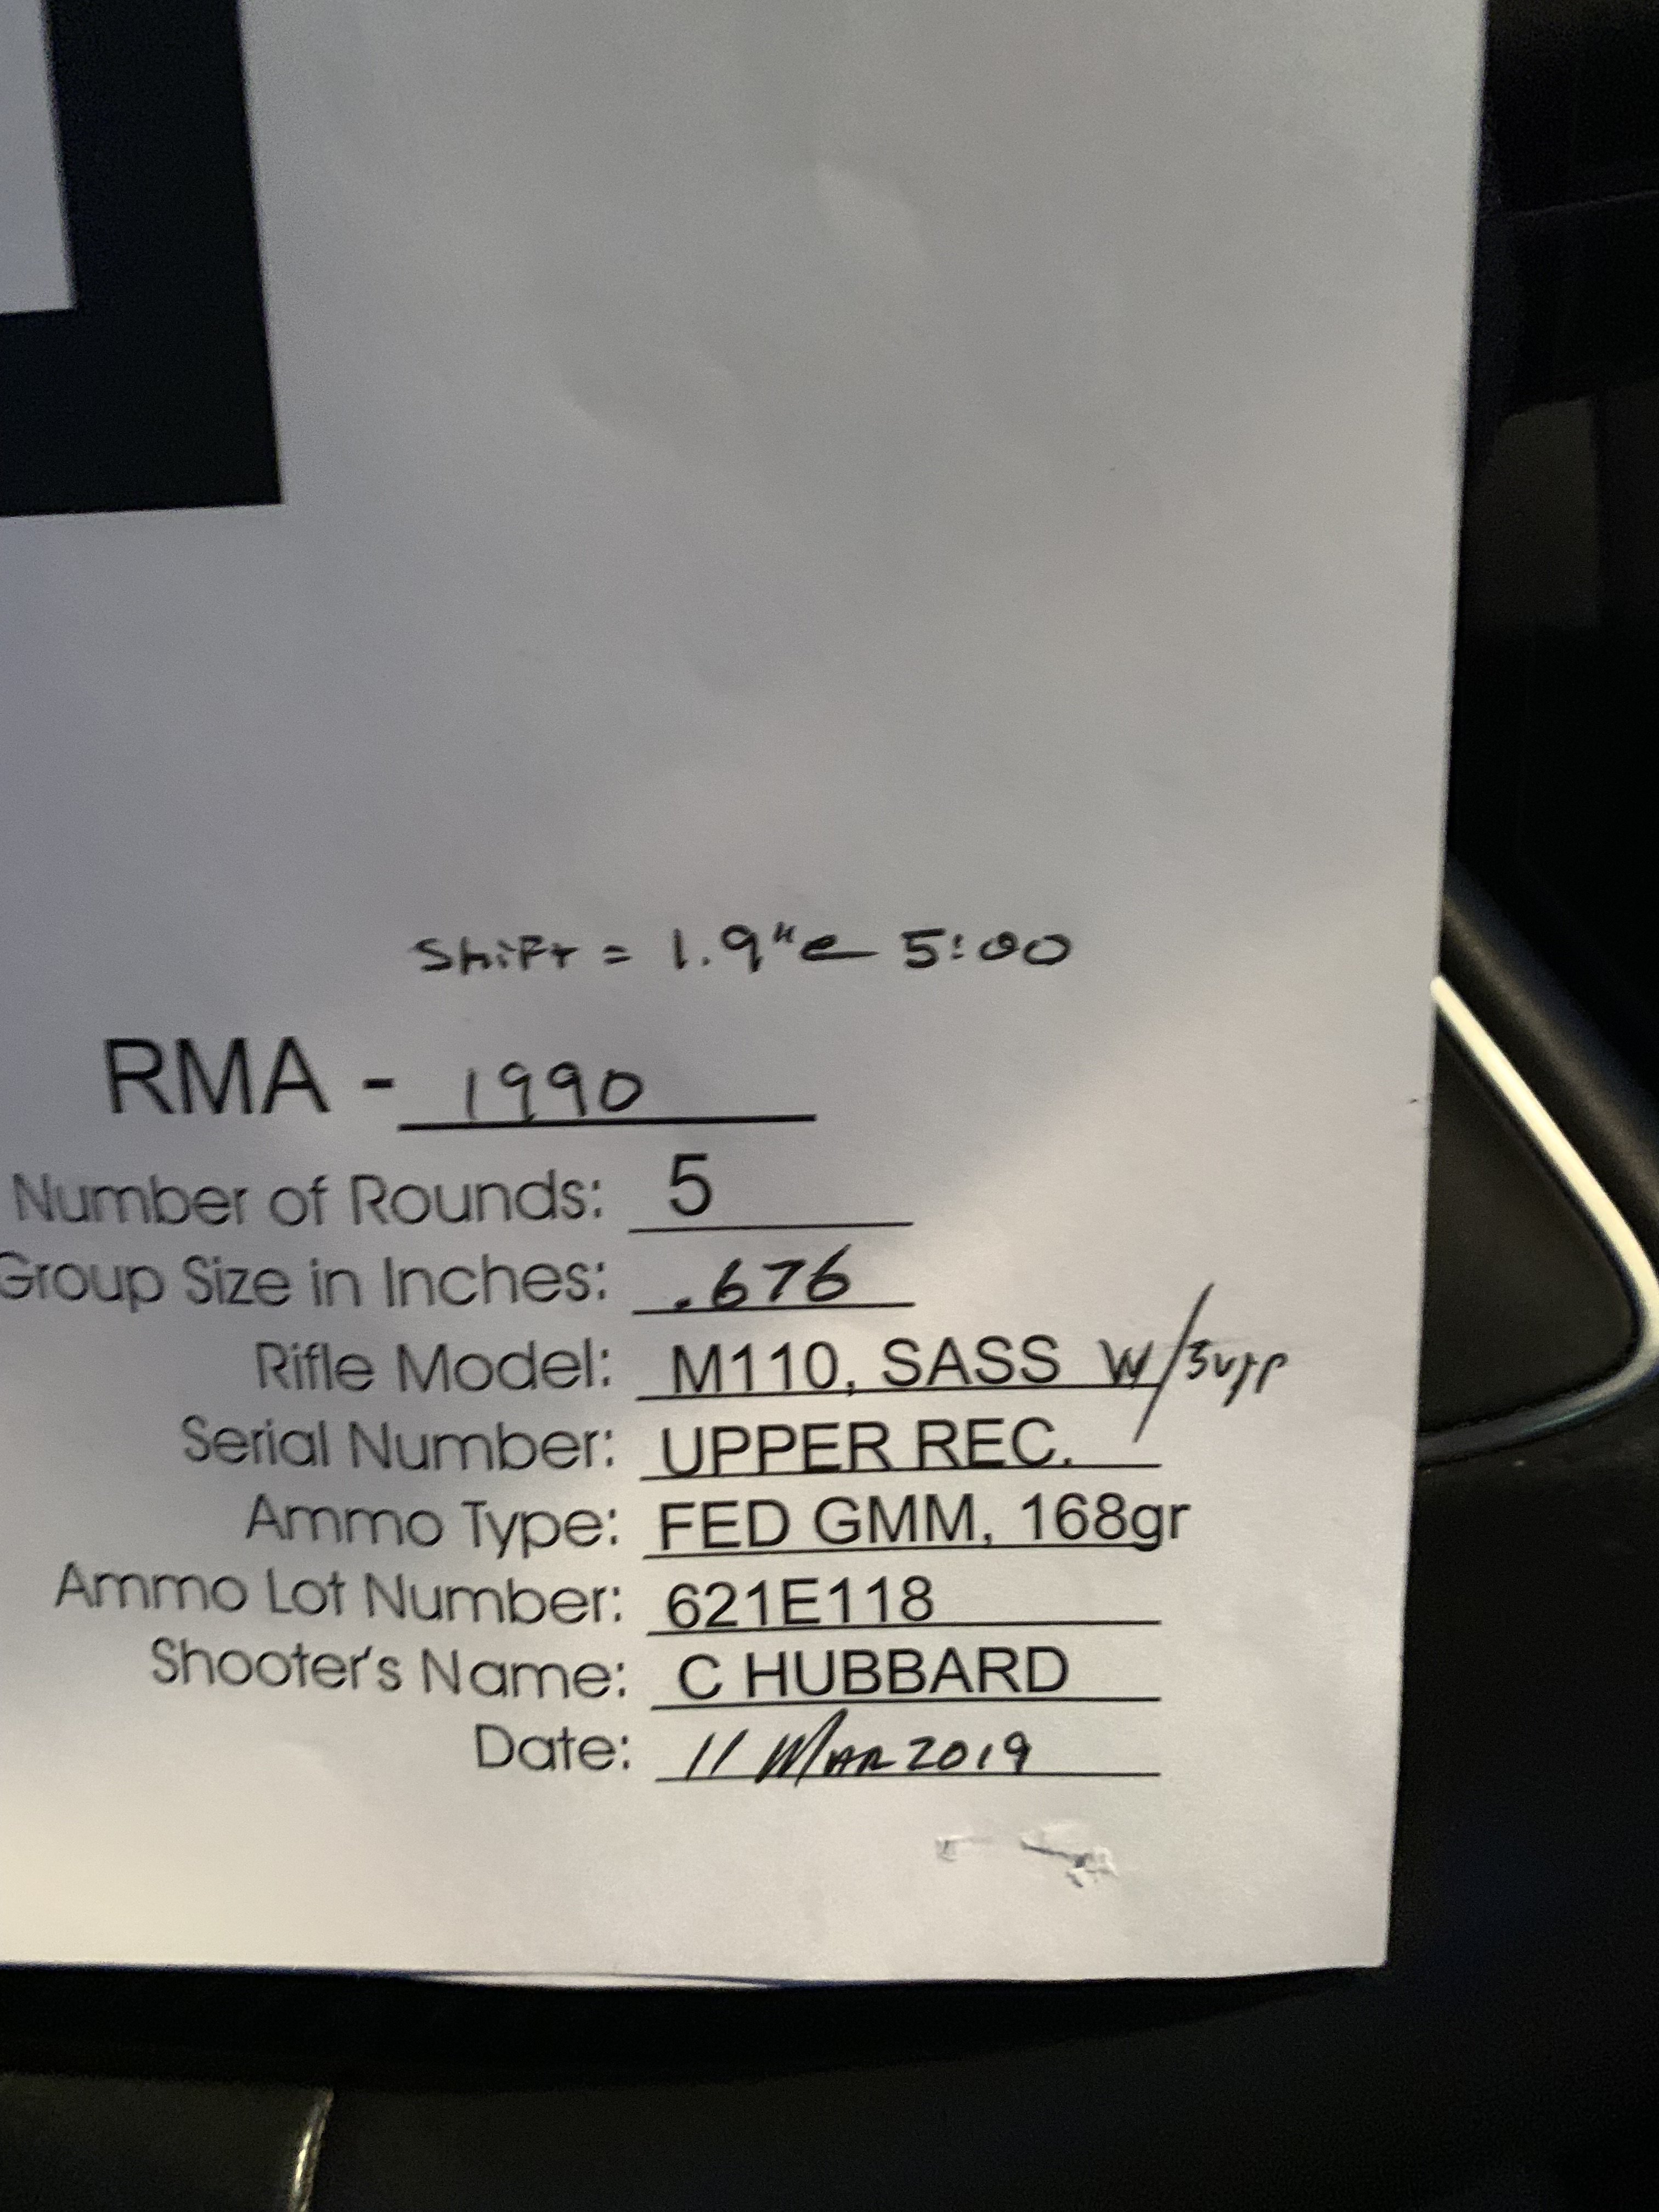 Shift = 1.9" @ 5:00
RMA - 1990
Number of Rounds: 5
Group Size in Inches: .676
Rifle Model: M110, SASS w/supp
Serial Number: UPPER REC.
Ammo Type: FED GMM, 168gr
Ammo Lot Number: 621E118
Shooter's Name: C HUBBARD
Date: 11 MAR 2019